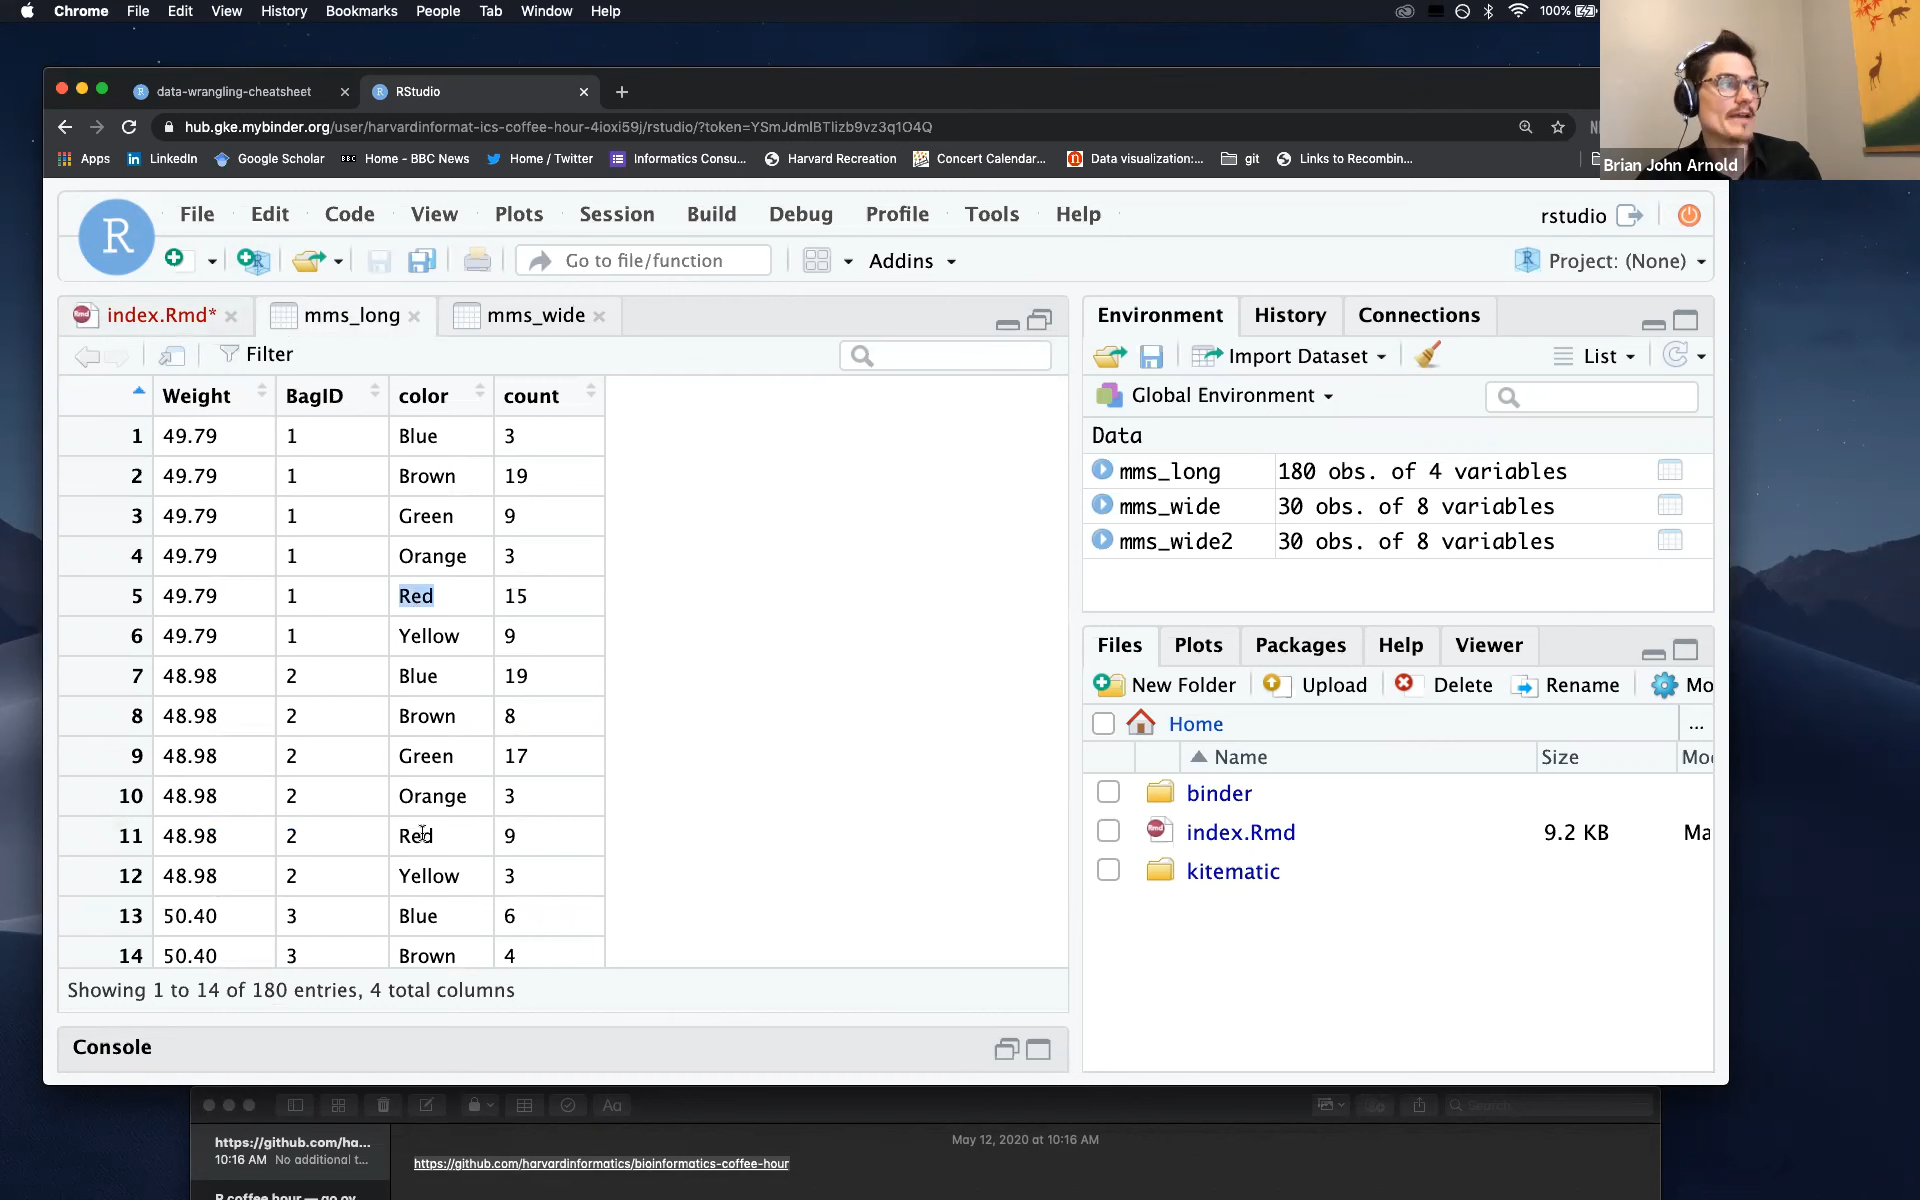 Chrome File Edit View History Bookmarks People Tab Window Help 100%
Brian John Arnold
data-wrangling-cheatsheet RStudio
hub.gke.mybinder.org/user/harvardinformat-ics-coffee-hour-4ioxi59j/rstudio/?token=YSmJdmlBTlizb9vz3q1O4Q
Apps LinkedIn Google Scholar Home - BBC News Home / Twitter Informatics Consu... Harvard Recreation Concert Calendar... Data visualization:... git Links to Recombin...
File Edit Code View Plots Session Build Debug Profile Tools Help rstudio
Go to file/function Addins Project: (None)
index.Rmd* mms_long mms_wide
Filter
Weight BagID color count
1 49.79 1 Blue 3
2 49.79 1 Brown 19
3 49.79 1 Green 9
4 49.79 1 Orange 3
5 49.79 1 Red 15
6 49.79 1 Yellow 9
7 48.98 2 Blue 19
8 48.98 2 Brown 8
9 48.98 2 Green 17
10 48.98 2 Orange 3
11 48.98 2 Red 9
12 48.98 2 Yellow 3
13 50.40 3 Blue 6
14 50.40 3 Brown 4
Showing 1 to 14 of 180 entries, 4 total columns
Console
Environment History Connections
Import Dataset List
Global Environment
Data
mms_long 180 obs. of 4 variables
mms_wide 30 obs. of 8 variables
mms_wide2 30 obs. of 8 variables
Files Plots Packages Help Viewer
New Folder Upload Delete Rename Mo
Home ...
Name Size Mo
binder
index.Rmd 9.2 KB Ma
kitematic
Aa Search
https://github.com/ha...
10:16 AM No additional t...
May 12, 2020 at 10:16 AM
https://github.com/harvardinformatics/bioinformatics-coffee-hour
R coffee hour — go ov